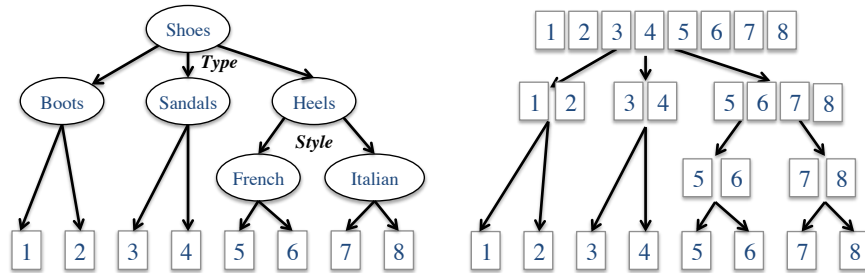 Shoes
Type
Boots Sandals Heels
Style
French Italian
1 2 3 4 5 6 7 8
1 2 3 4 5 6 7 8
1 2 3 4 5 6 7 8
5 6 7 8
1 2 3 4 5 6 7 8